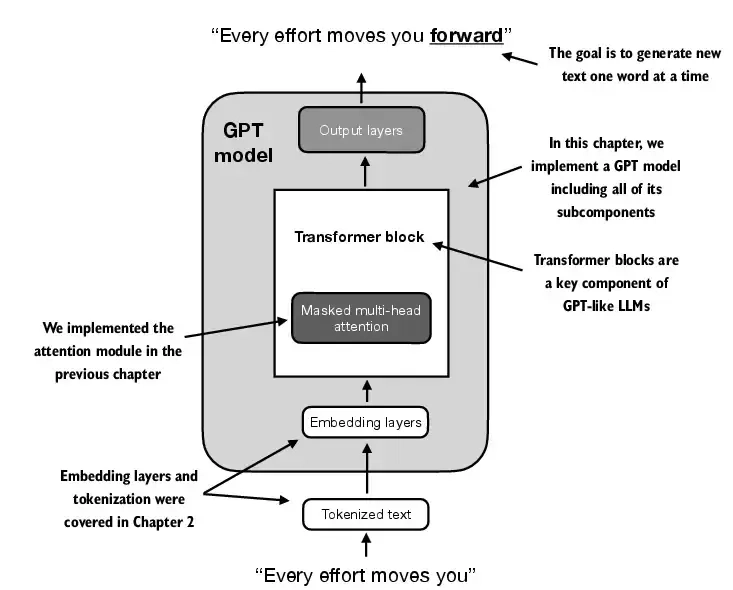 “Every effort moves you forward”
The goal is to generate new
text one word at a time
GPT
model
Output layers
In this chapter, we
implement a GPT model
including all of its
subcomponents
Transformer block
Transformer blocks are
a key component of
GPT-like LLMs
Masked multi-head
attention
We implemented the
attention module in the
previous chapter
Embedding layers
Embedding layers and
tokenization were
covered in Chapter 2
Tokenized text
“Every effort moves you”